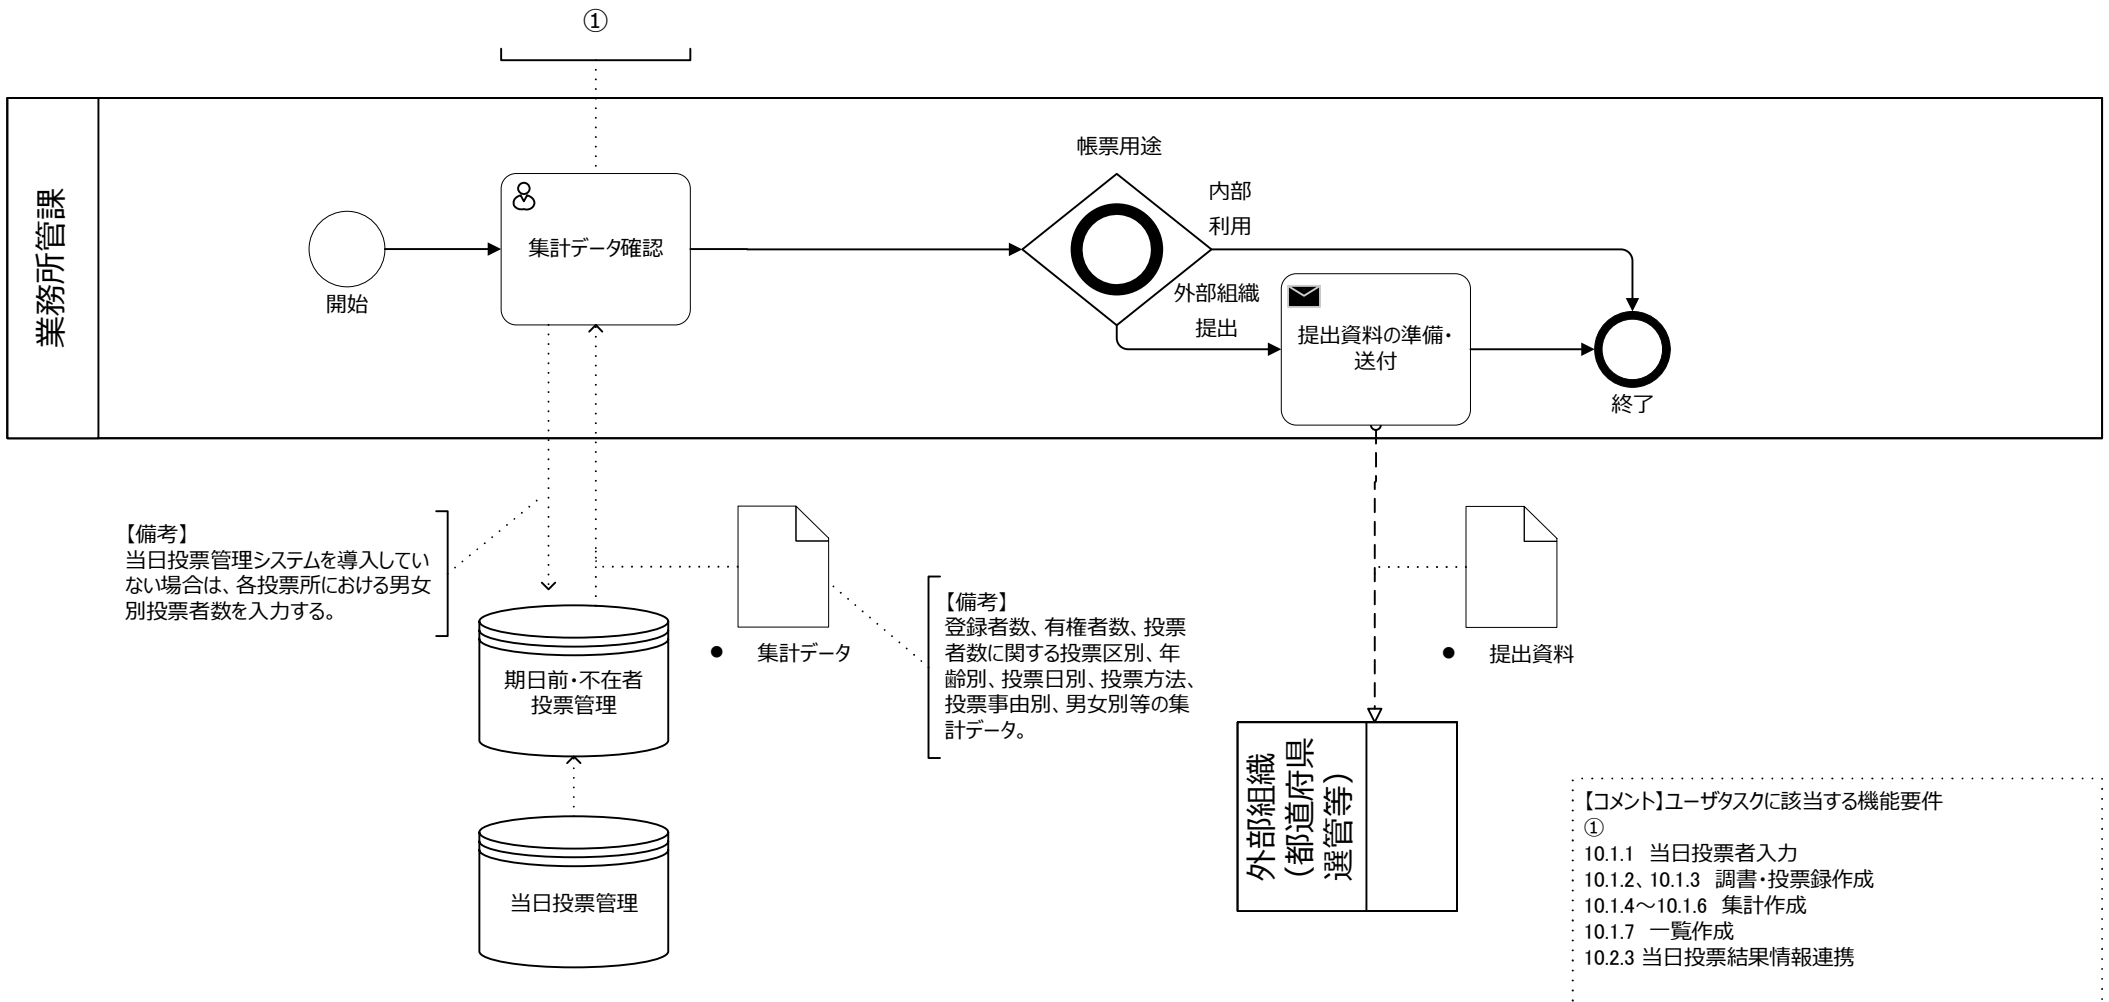 ①
業務所管課
開始
集計データ確認
帳票用途
内部
利用
外部組織
提出
提出資料の準備・
送付
終了
【備考】
当日投票管理システムを導入してい
ない場合は、各投票所における男女
別投票者数を入力する。
期日前・不在者
投票管理
● 集計データ
【備考】
登録者数、有権者数、投票
者数に関する投票区別、年
齢別、投票日別、投票方法、
投票事由別、男女別等の集
計データ。
● 提出資料
外部組織
（都道府県
選管等）
当日投票管理
【コメント】ユーザタスクに該当する機能要件
①
10.1.1 当日投票者入力
10.1.2、10.1.3 調書・投票録作成
10.1.4～10.1.6 集計作成
10.1.7 一覧作成
10.2.3 当日投票結果情報連携